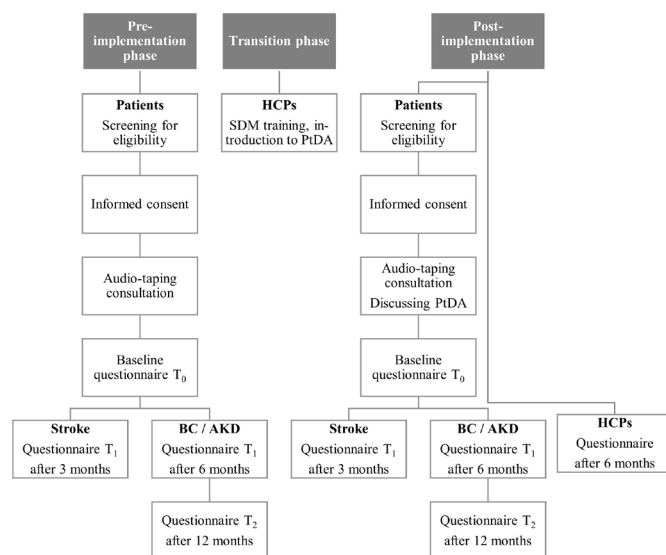 Pre-
implementation
phase
Transition phase
Post-
implementation
phase
Patients
Screening for
eligibility
HCPs
SDM training, in-
troduction to PtDA
Patients
Screening for
eligibility
Informed consent
Informed consent
Audio-taping
consultation
Audio-taping
consultation
Discussing PtDA
Baseline
questionnaire T0
Baseline
questionnaire T0
Stroke
Questionnaire T1
after 3 months
BC / AKD
Questionnaire T1
after 6 months
Stroke
Questionnaire T1
after 3 months
BC / AKD
Questionnaire T1
after 6 months
HCPs
Questionnaire
after 6 months
Questionnaire T2
after 12 months
Questionnaire T2
after 12 months